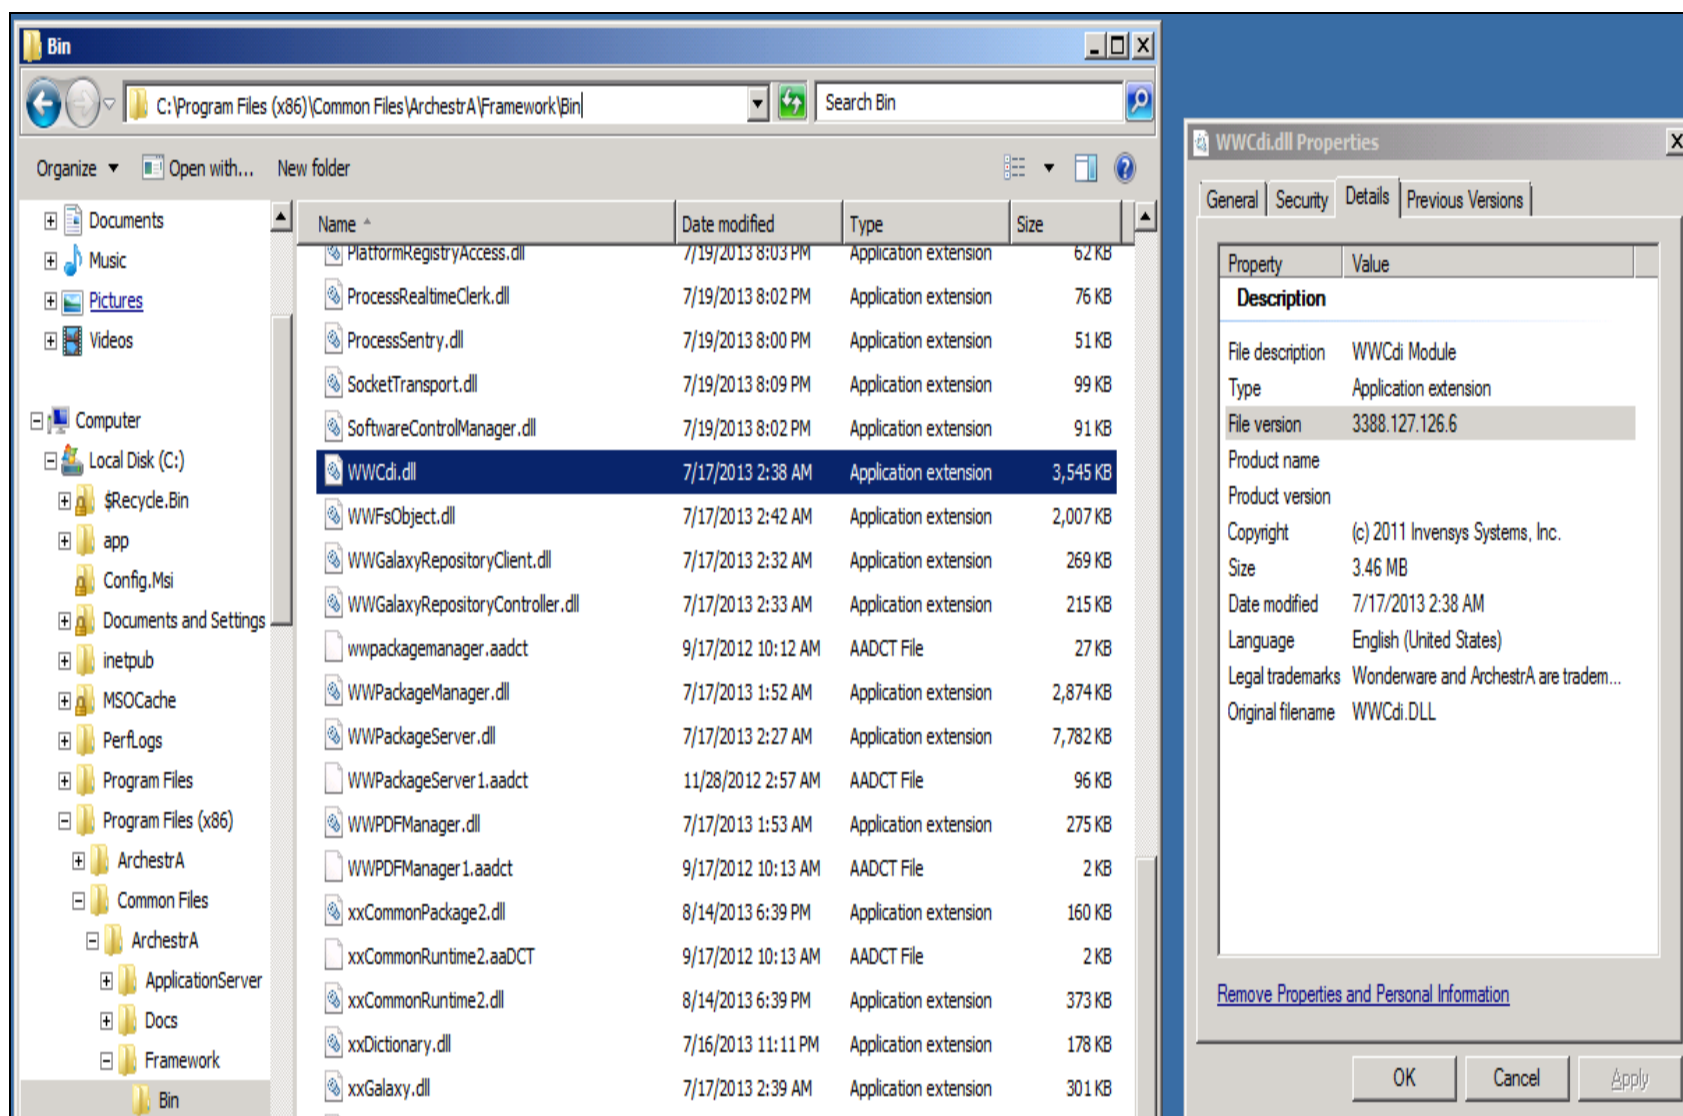 Bin
C:\Program Files (x86)\Common Files\ArchestrA\Framework\Bin
Search Bin
Organize
Open with...
New folder
Documents
Music
Pictures
Videos
Computer
Local Disk (C:)
$Recycle.Bin
app
Config.Msi
Documents and Settings
inetpub
MSOCache
PerfLogs
Program Files
Program Files (x86)
ArchestrA
Common Files
ArchestrA
ApplicationServer
Docs
Framework
Bin
Name Date modified Type Size
PlatformRegistryAccess.dll 7/19/2013 8:03 PM Application extension 62 KB
ProcessRealtimeClerk.dll 7/19/2013 8:02 PM Application extension 76 KB
ProcessSentry.dll 7/19/2013 8:00 PM Application extension 51 KB
SocketTransport.dll 7/19/2013 8:09 PM Application extension 99 KB
SoftwareControlManager.dll 7/19/2013 8:02 PM Application extension 91 KB
WWCdi.dll 7/17/2013 2:38 AM Application extension 3,545 KB
WWFsObject.dll 7/17/2013 2:42 AM Application extension 2,007 KB
WWGalaxyRepositoryClient.dll 7/17/2013 2:32 AM Application extension 269 KB
WWGalaxyRepositoryController.dll 7/17/2013 2:33 AM Application extension 215 KB
wwpackagemanager.aadct 9/17/2012 10:12 AM AADCT File 27 KB
WWPackageManager.dll 7/17/2013 1:52 AM Application extension 2,874 KB
WWPackageServer.dll 7/17/2013 2:27 AM Application extension 7,782 KB
WWPackageServer1.aadct 11/28/2012 2:57 AM AADCT File 96 KB
WWPDFManager.dll 7/17/2013 1:53 AM Application extension 275 KB
WWPDFManager1.aadct 9/17/2012 10:13 AM AADCT File 2 KB
xxCommonPackage2.dll 8/14/2013 6:39 PM Application extension 160 KB
xxCommonRuntime2.aaDCT 9/17/2012 10:13 AM AADCT File 2 KB
xxCommonRuntime2.dll 8/14/2013 6:39 PM Application extension 373 KB
xxDictionary.dll 7/16/2013 11:11 PM Application extension 178 KB
xxGalaxy.dll 7/17/2013 2:39 AM Application extension 301 KB
WWCdi.dll Properties
General Security Details Previous Versions
Property Value
Description
File description WWCdi Module
Type Application extension
File version 3388.127.126.6
Product name
Product version
Copyright (c) 2011 Invensys Systems, Inc.
Size 3.46 MB
Date modified 7/17/2013 2:38 AM
Language English (United States)
Legal trademarks Wonderware and ArchestrA are tradem...
Original filename WWCdi.DLL
Remove Properties and Personal Information
OK Cancel Apply